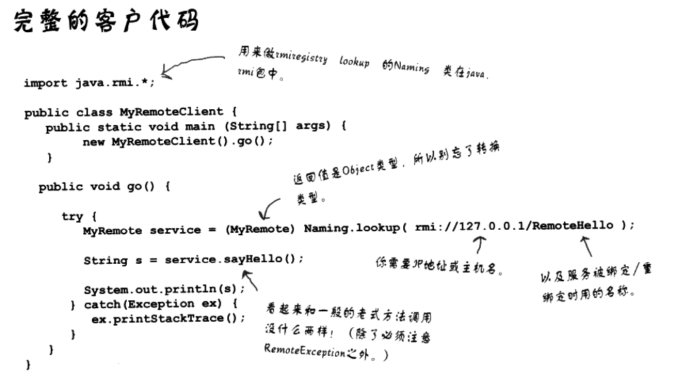 完整的客户代码
用来做rmiregistry lookup 的Naming 类在java.
rmi包中。
import java.rmi.*;
public class MyRemoteClient {
public static void main (String[] args) {
new MyRemoteClient().go();
}
public void go() {
返回值是Object类型，所以别忘了转换
类型。
try {
MyRemote service = (MyRemote) Naming.lookup( rmi://127.0.0.1/RemoteHello );
String s = service.sayHello();
你需要IP地址或主机名。
以及服务被绑定/重
绑定时用的名称。
System.out.println(s);
} catch(Exception ex) {
ex.printStackTrace();
}
}
}
看起来和一般的老式方法调用
没什么两样！（除了必须注意
RemoteException之外。）